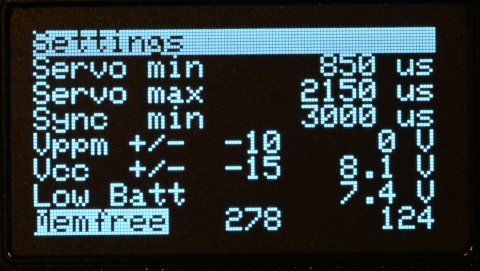 Settings
Servo min 850 us
Servo max 2150 us
Sync min 3000 us
Vppm +/- -10 0 V
Vcc +/- -15 8.1 V
Low Batt 7.4 V
Memfree 278 124